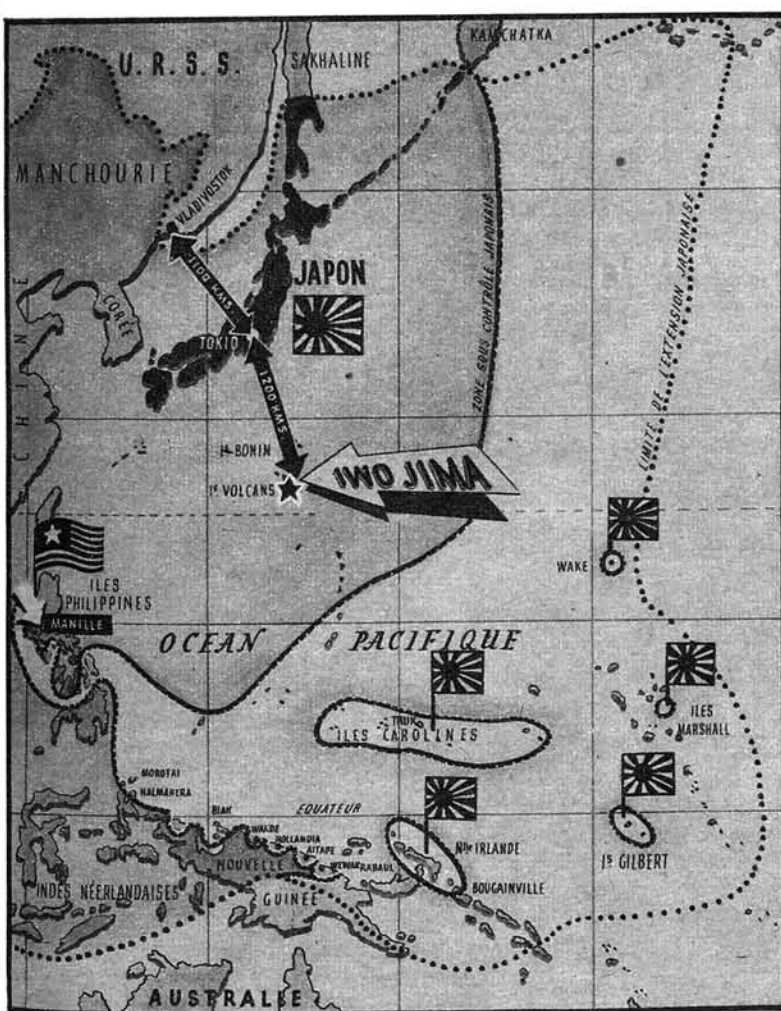 KAMCHATKA
U.R.S.S.
SAKHALINE
MANCHOURIE
VLADIVOSTOK
1100 KMS
JAPON
CORÉE
TOKIO
CHINE
1200 KMS
ZONE SOUS CONTRÔLE JAPONAIS
LIMITE DE L'EXTENSION JAPONAISE
Is BONIN
IWO JIMA
Is VOLCANS
WAKE
ILES
PHILIPPINES
MANILLE
OCEAN PACIFIQUE
TRUK
ILES CAROLINES
ILES
MARSHALL
MOROTAI
HALMAHERA
EQUATEUR
BIAK
WAKDE
HOLLANDIA
AITAPE
WEWAK
RABAUL
Nlle IRLANDE
NOUVELLE
GUINÉE
BOUGAINVILLE
Is GILBERT
INDES NÉERLANDAISES
AUSTRALIE